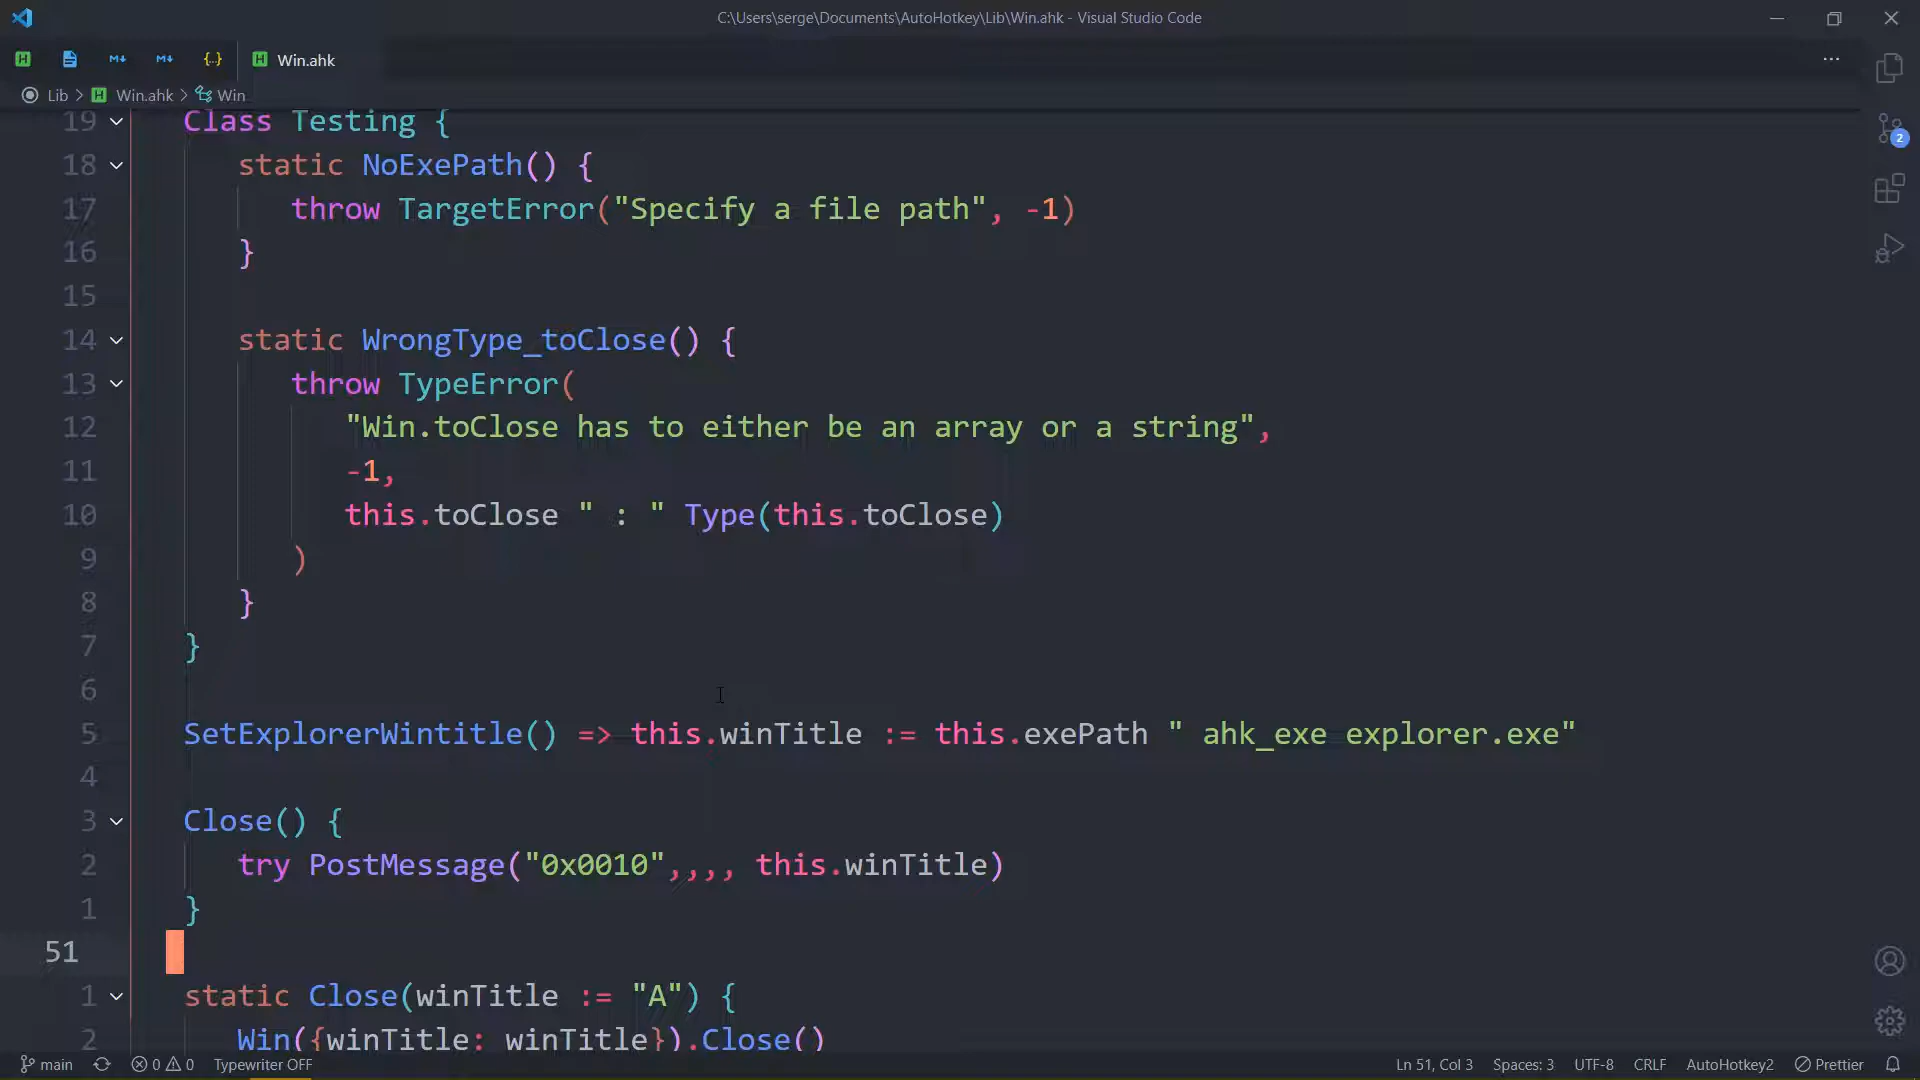 C:\Users\serge\Documents\AutoHotkey\Lib\Win.ahk - Visual Studio Code
Win.ahk
Lib > Win.ahk > Win
19 Class Testing {
18 static NoExePath() {
17 throw TargetError("Specify a file path", -1)
16 }
15
14 static WrongType_toClose() {
13 throw TypeError(
12 "Win.toClose has to either be an array or a string",
11 -1,
10 this.toClose " : " Type(this.toClose)
9 )
8 }
7 }
6
5 SetExplorerWintitle() => this.winTitle := this.exePath " ahk_exe explorer.exe"
4
3 Close() {
2 try PostMessage("0x0010",,,, this.winTitle)
1 }
51
1 static Close(winTitle := "A") {
2 Win({winTitle: winTitle}).Close()
2
main 0 0 Typewriter OFF Ln 51, Col 3 Spaces: 3 UTF-8 CRLF AutoHotkey2 Prettier